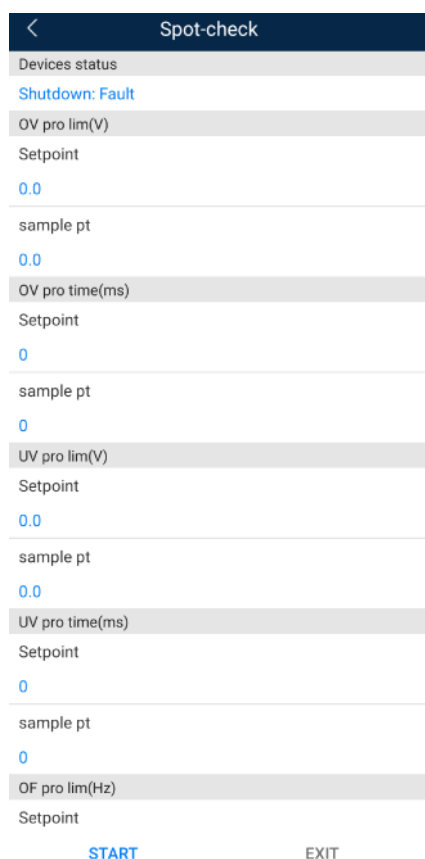 Spot-check
Devices status
Shutdown: Fault
OV pro lim(V)
Setpoint
0.0
sample pt
0.0
OV pro time(ms)
Setpoint
0
sample pt
0
UV pro lim(V)
Setpoint
0.0
sample pt
0.0
UV pro time(ms)
Setpoint
0
sample pt
0
OF pro lim(Hz)
Setpoint
START EXIT